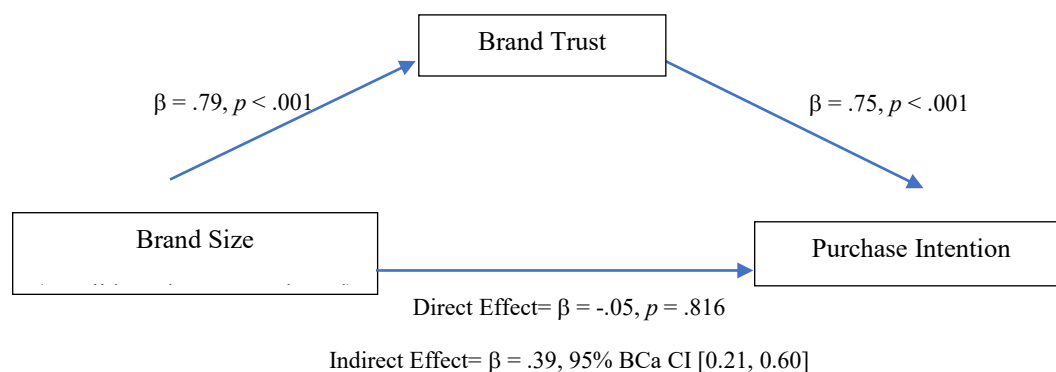 Brand Trust
β = .79, p < .001
β = .75, p < .001
Brand Size
Purchase Intention
Direct Effect= β = -.05, p = .816
Indirect Effect= β = .39, 95% BCa CI [0.21, 0.60]